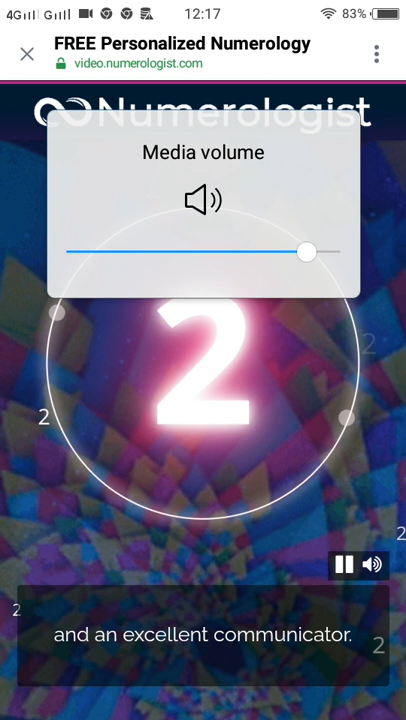 4G G 12:17 83%
FREE Personalized Numerology
video.numerologist.com
Numerologist
Media volume
2
2
2
2
and an excellent communicator.
2
2